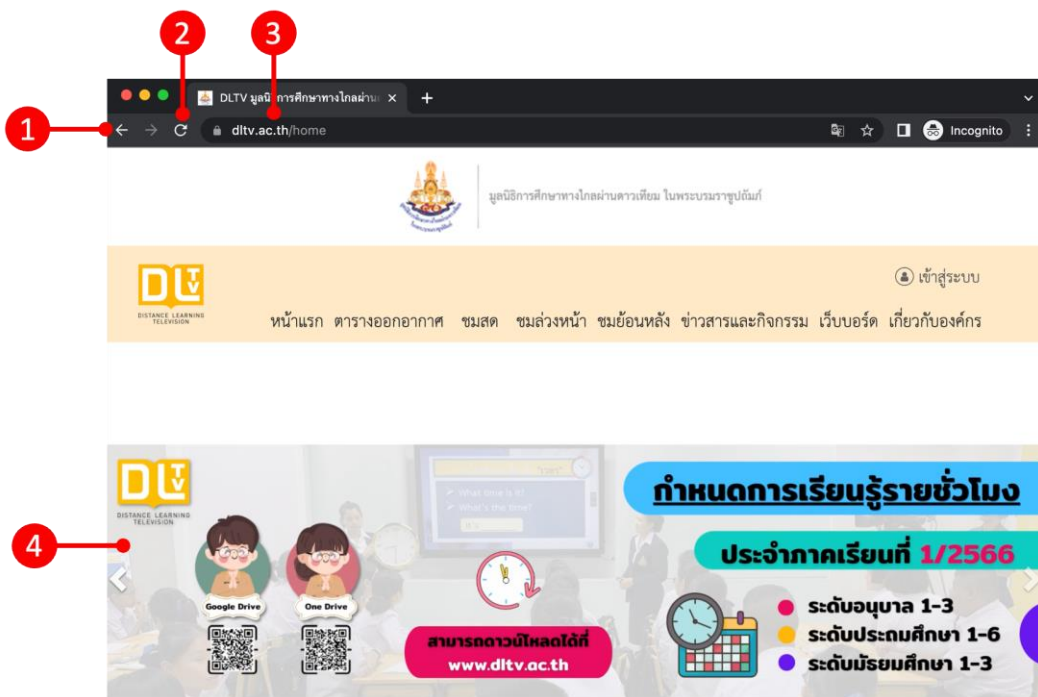 2
3
DLTV มูลนิธิการศึกษาทางไกลผ่าน
1
dltv.ac.th/home
Incognito
มูลนิธิการศึกษาทางไกลผ่านดาวเทียม ในพระบรมราชูปถัมภ์
DLTV
DISTANCE LEARNING
TELEVISION
เข้าสู่ระบบ
หน้าแรก ตารางออกอากาศ ชมสด ชมล่วงหน้า ชมย้อนหลัง ข่าวสารและกิจกรรม เว็บบอร์ด เกี่ยวกับองค์กร
DLTV
DISTANCE LEARNING
TELEVISION
What time is it?
What's the time?
It's
กำหนดการเรียนรู้รายชั่วโมง
4
ประจำภาคเรียนที่ 1/2566
Google Drive
One Drive
สามารถดาวน์โหลดได้ที่
www.dltv.ac.th
ระดับอนุบาล 1-3
ระดับประถมศึกษา 1-6
ระดับมัธยมศึกษา 1-3